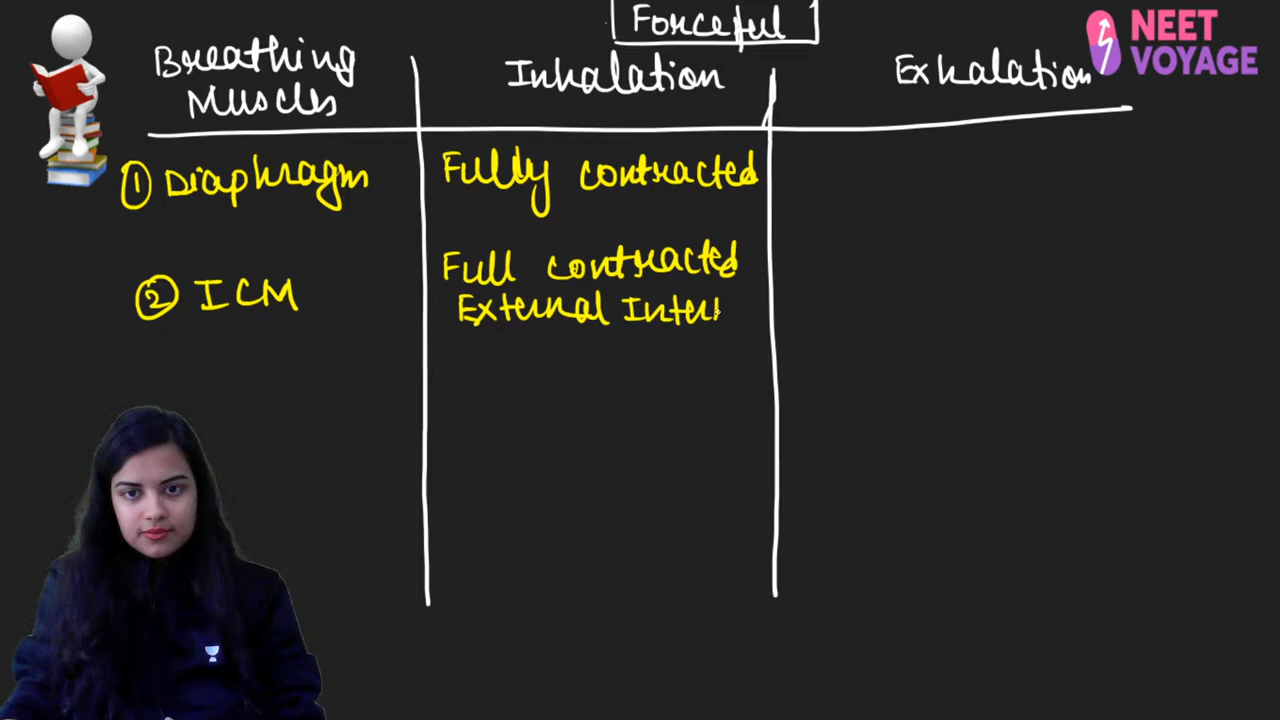 Forceful
NEET
VOYAGE
Breathing
Muscles
Inhalation
Exhalation
① Diaphragm
Fully contracted
② ICM
Full contracted
External Inter